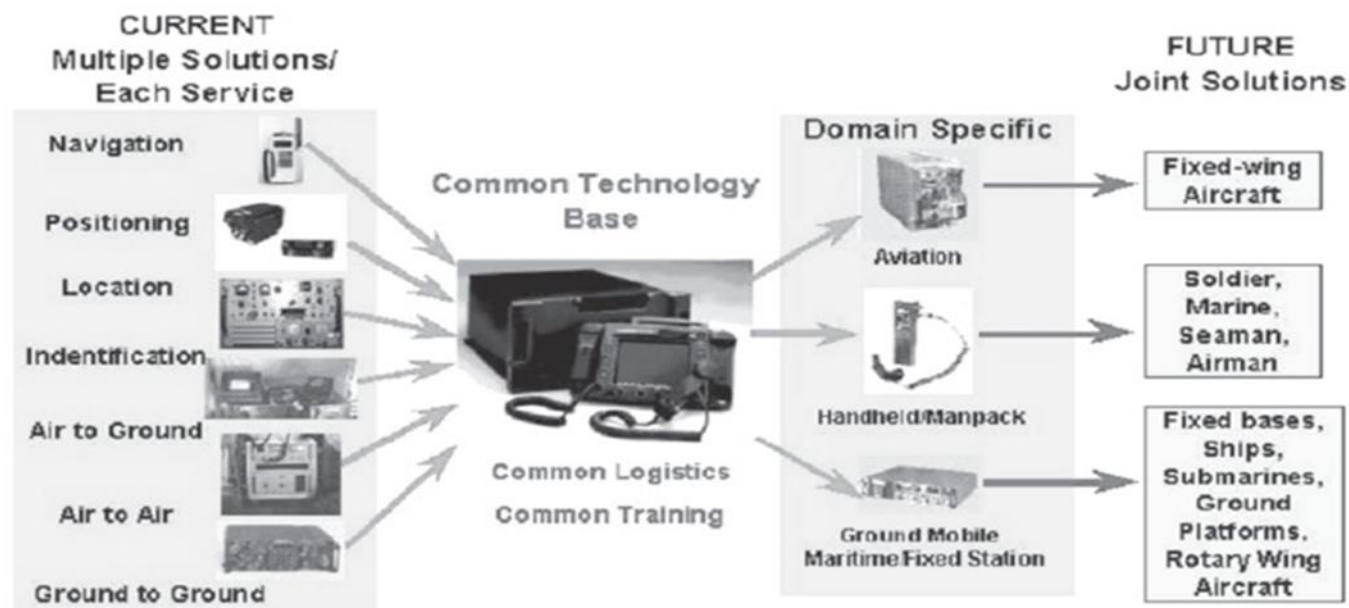 CURRENT
Multiple Solutions/
Each Service
Navigation
Positioning
Location
Indentification
Air to Ground
Air to Air
Ground to Ground
Common Technology
Base
Common Logistics
Common Training
Domain Specific
Aviation
Handheld/Manpack
Ground Mobile
Maritime/Fixed Station
FUTURE
Joint Solutions
Fixed-wing
Aircraft
Soldier,
Marine,
Seaman,
Airman
Fixed bases,
Ships,
Submarines,
Ground
Platforms,
Rotary Wing
Aircraft